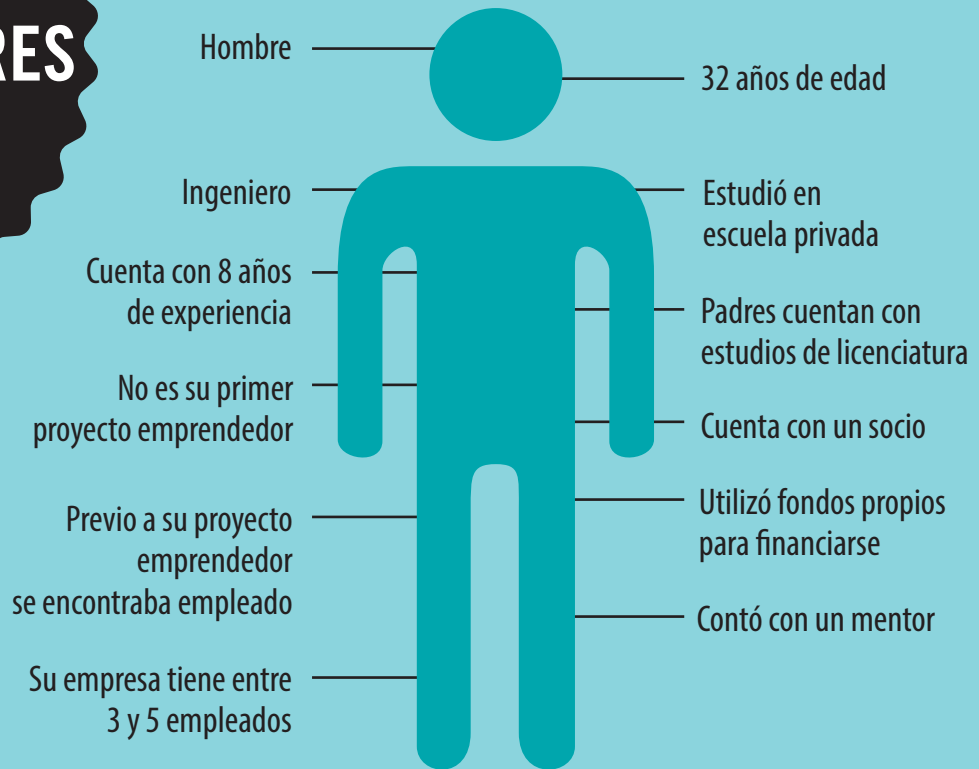 RES
Hombre
32 años de edad
Ingeniero
Estudió en
escuela privada
Cuenta con 8 años
de experiencia
Padres cuentan con
estudios de licenciatura
No es su primer
proyecto emprendedor
Cuenta con un socio
Previo a su proyecto
emprendedor
se encontraba empleado
Utilizó fondos propios
para financiarse
Contó con un mentor
Su empresa tiene entre
3 y 5 empleados